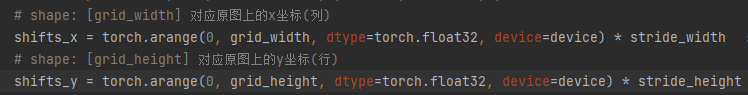 # shape: [grid_width] 对应原图上的x坐标(列)
shifts_x = torch.arange(0, grid_width, dtype=torch.float32, device=device) * stride_width
# shape: [grid_height] 对应原图上的y坐标(行)
shifts_y = torch.arange(0, grid_height, dtype=torch.float32, device=device) * stride_height